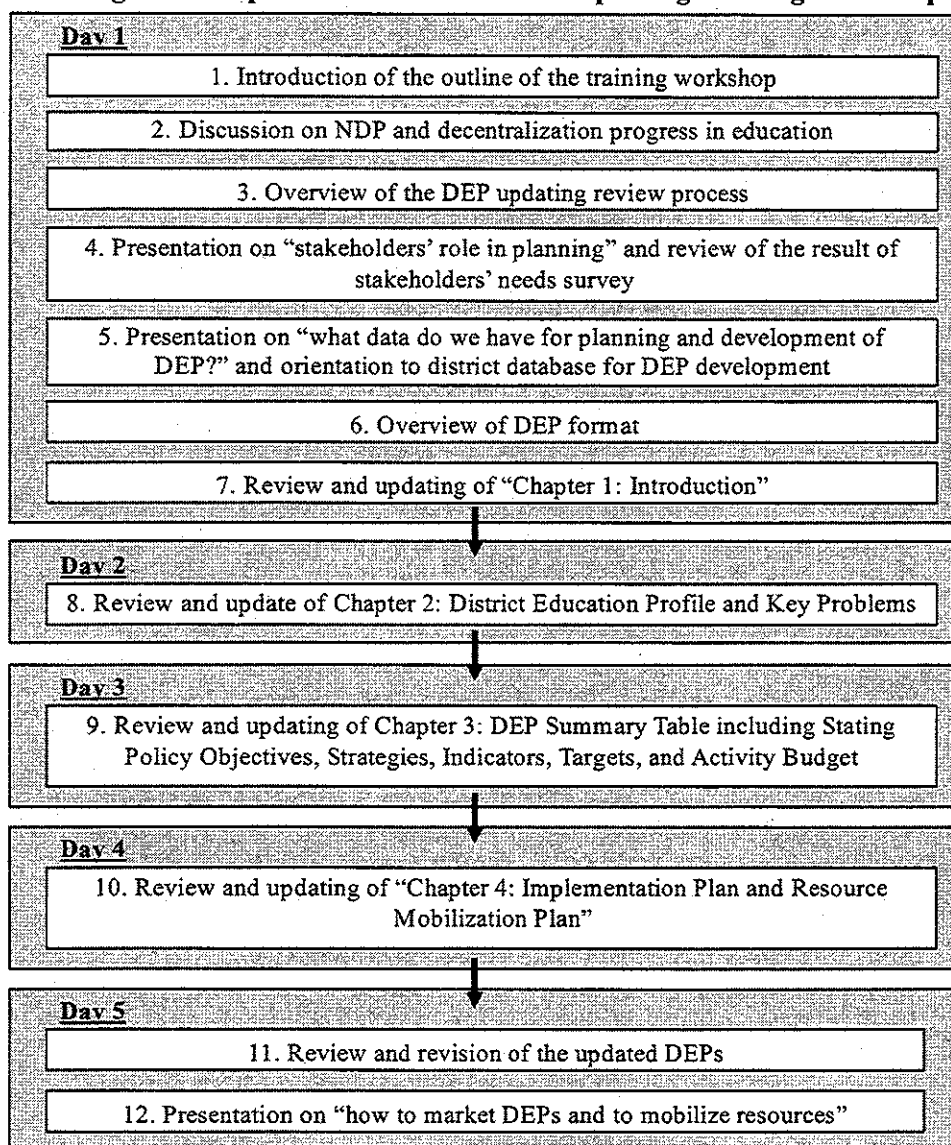 Day 1
1. Introduction of the outline of the training workshop
2. Discussion on NDP and decentralization progress in education
3. Overview of the DEP updating review process
4. Presentation on “stakeholders’ role in planning” and review of the result of
stakeholders’ needs survey
5. Presentation on “what data do we have for planning and development of
DEP?” and orientation to district database for DEP development
6. Overview of DEP format
7. Review and updating of “Chapter 1: Introduction”
Day 2
8. Review and update of Chapter 2: District Education Profile and Key Problems
Day 3
9. Review and updating of Chapter 3: DEP Summary Table including Stating
Policy Objectives, Strategies, Indicators, Targets, and Activity Budget
Day 4
10. Review and updating of “Chapter 4: Implementation Plan and Resource
Mobilization Plan”
Day 5
11. Review and revision of the updated DEPs
12. Presentation on “how to market DEPs and to mobilize resources”